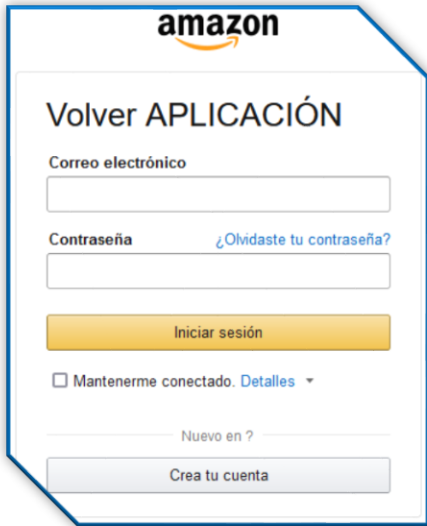 amazon
Volver APLICACIÓN
Correo electrónico
Contraseña ¿Olvidaste tu contraseña?
Iniciar sesión
Mantenerme conectado. Detalles
Nuevo en ?
Crea tu cuenta